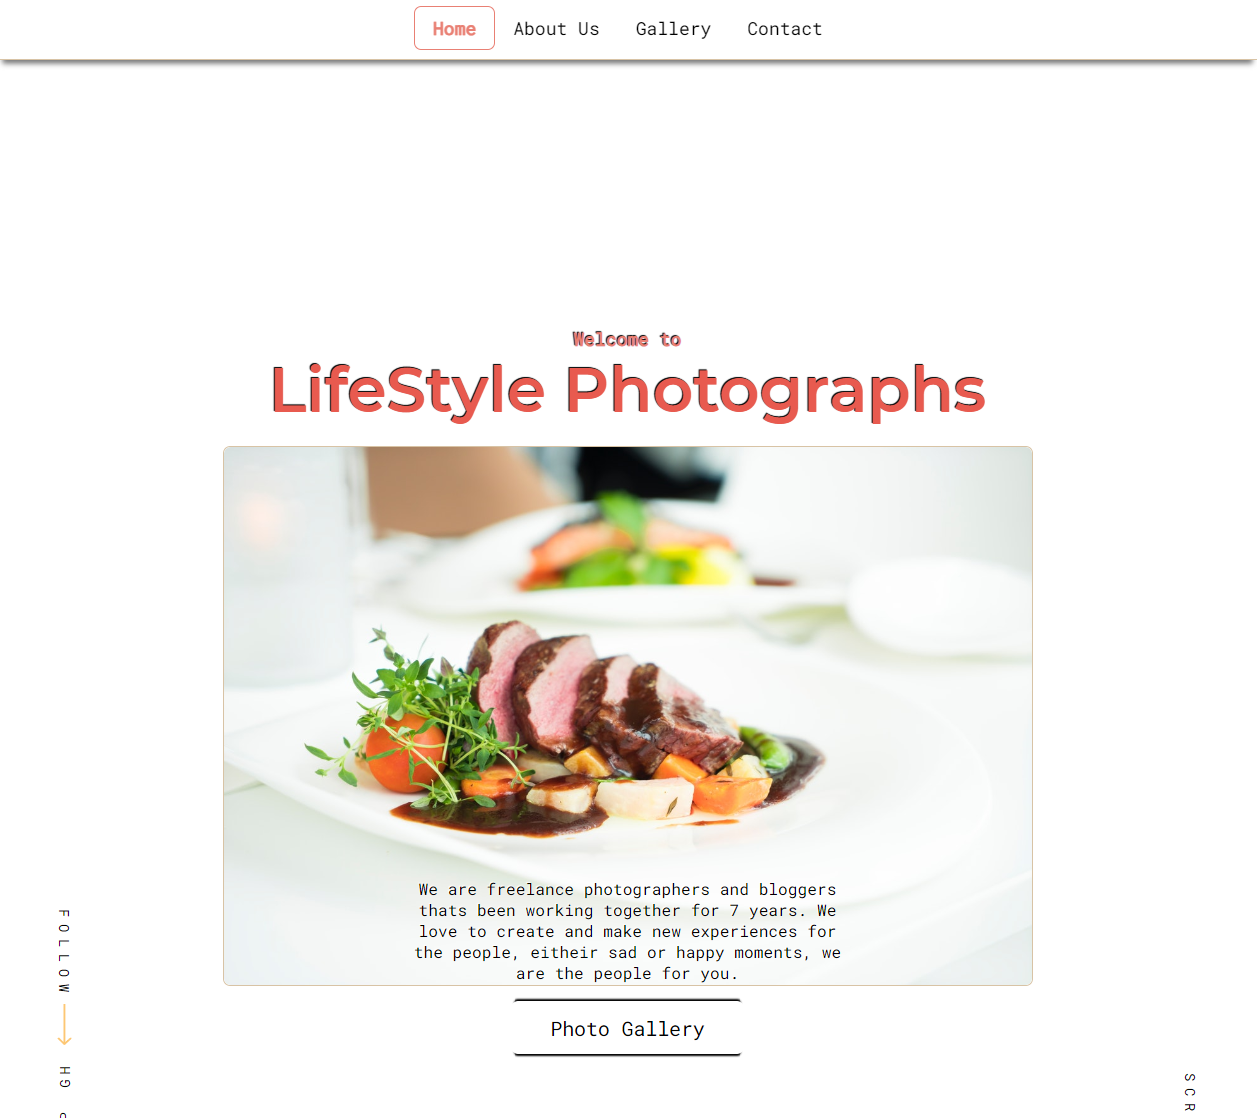 Home About Us Gallery Contact
Welcome to
LifeStyle Photographs
We are freelance photographers and bloggers
thats been working together for 7 years. We
love to create and make new experiences for
the people, eitheir sad or happy moments, we
are the people for you.
Photo Gallery
FOLLOW
HG
SCR